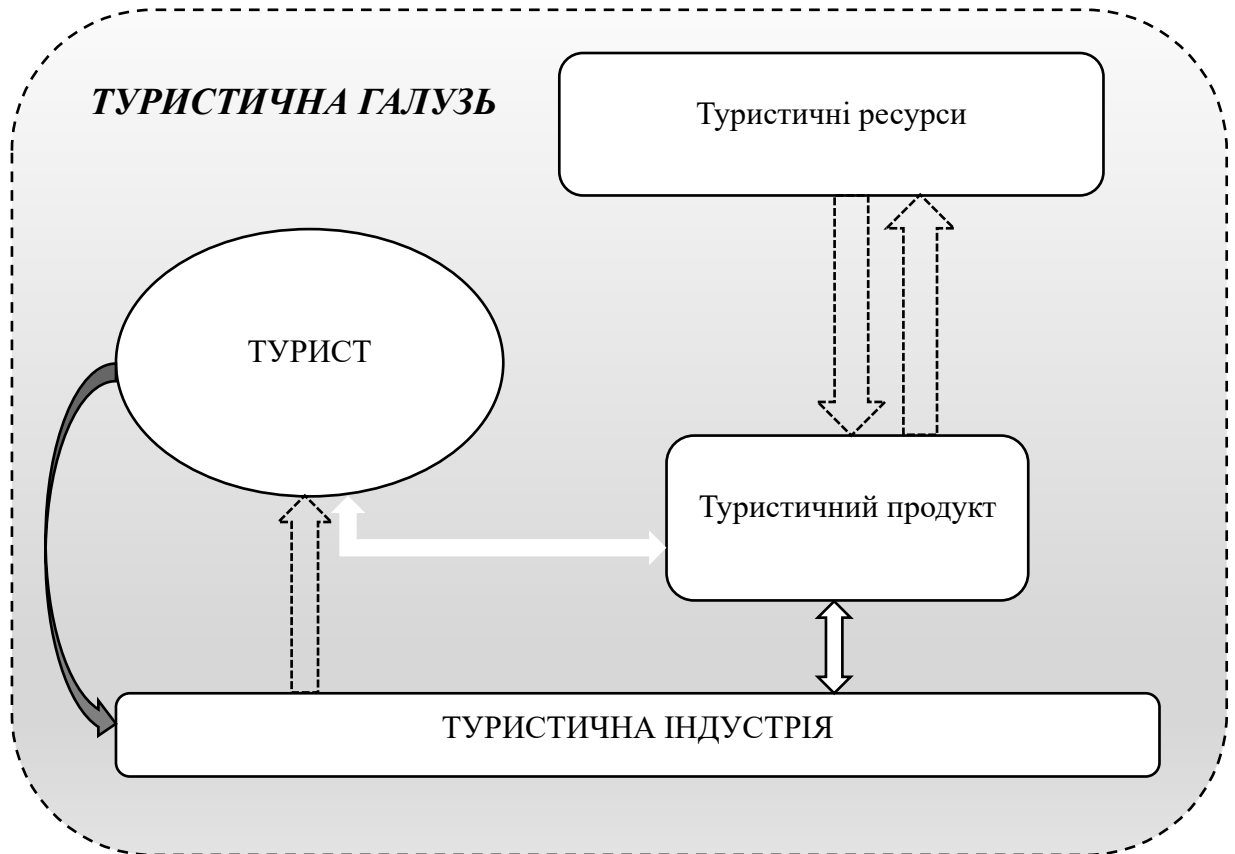 ТУРИСТИЧНА ГАЛУЗЬ
Туристичні ресурси
ТУРИСТ
Туристичний продукт
ТУРИСТИЧНА ІНДУСТРІЯ